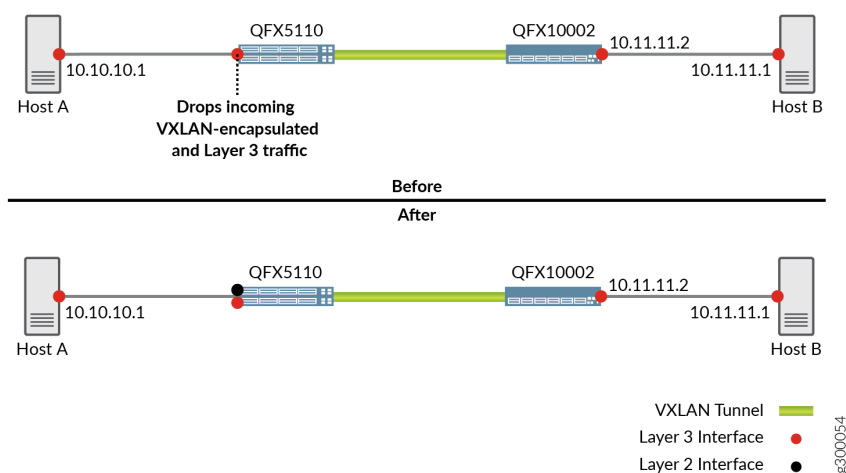 QFX5110
QFX10002
10.11.11.2
10.10.10.1
10.11.11.1
Host A
Host B
Drops incoming
VXLAN-encapsulated
and Layer 3 traffic
Before
After
QFX5110
QFX10002
10.11.11.2
10.10.10.1
10.11.11.1
Host A
Host B
VXLAN Tunnel
Layer 3 Interface
Layer 2 Interface
g300054